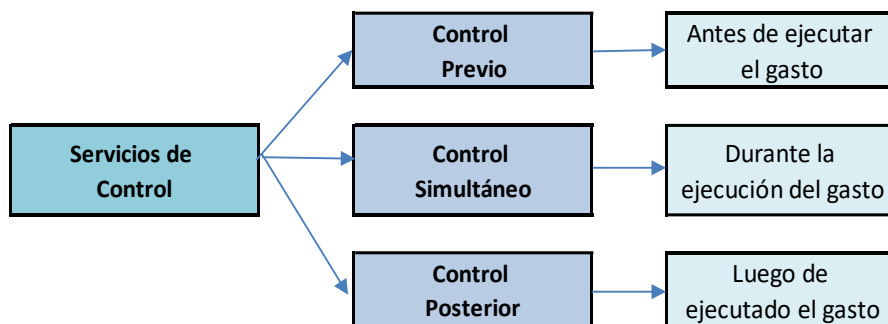 Servicios de
Control
Control
Previo
Antes de ejecutar
el gasto
Control
Simultáneo
Durante la
ejecución del gasto
Control
Posterior
Luego de
ejecutado el gasto